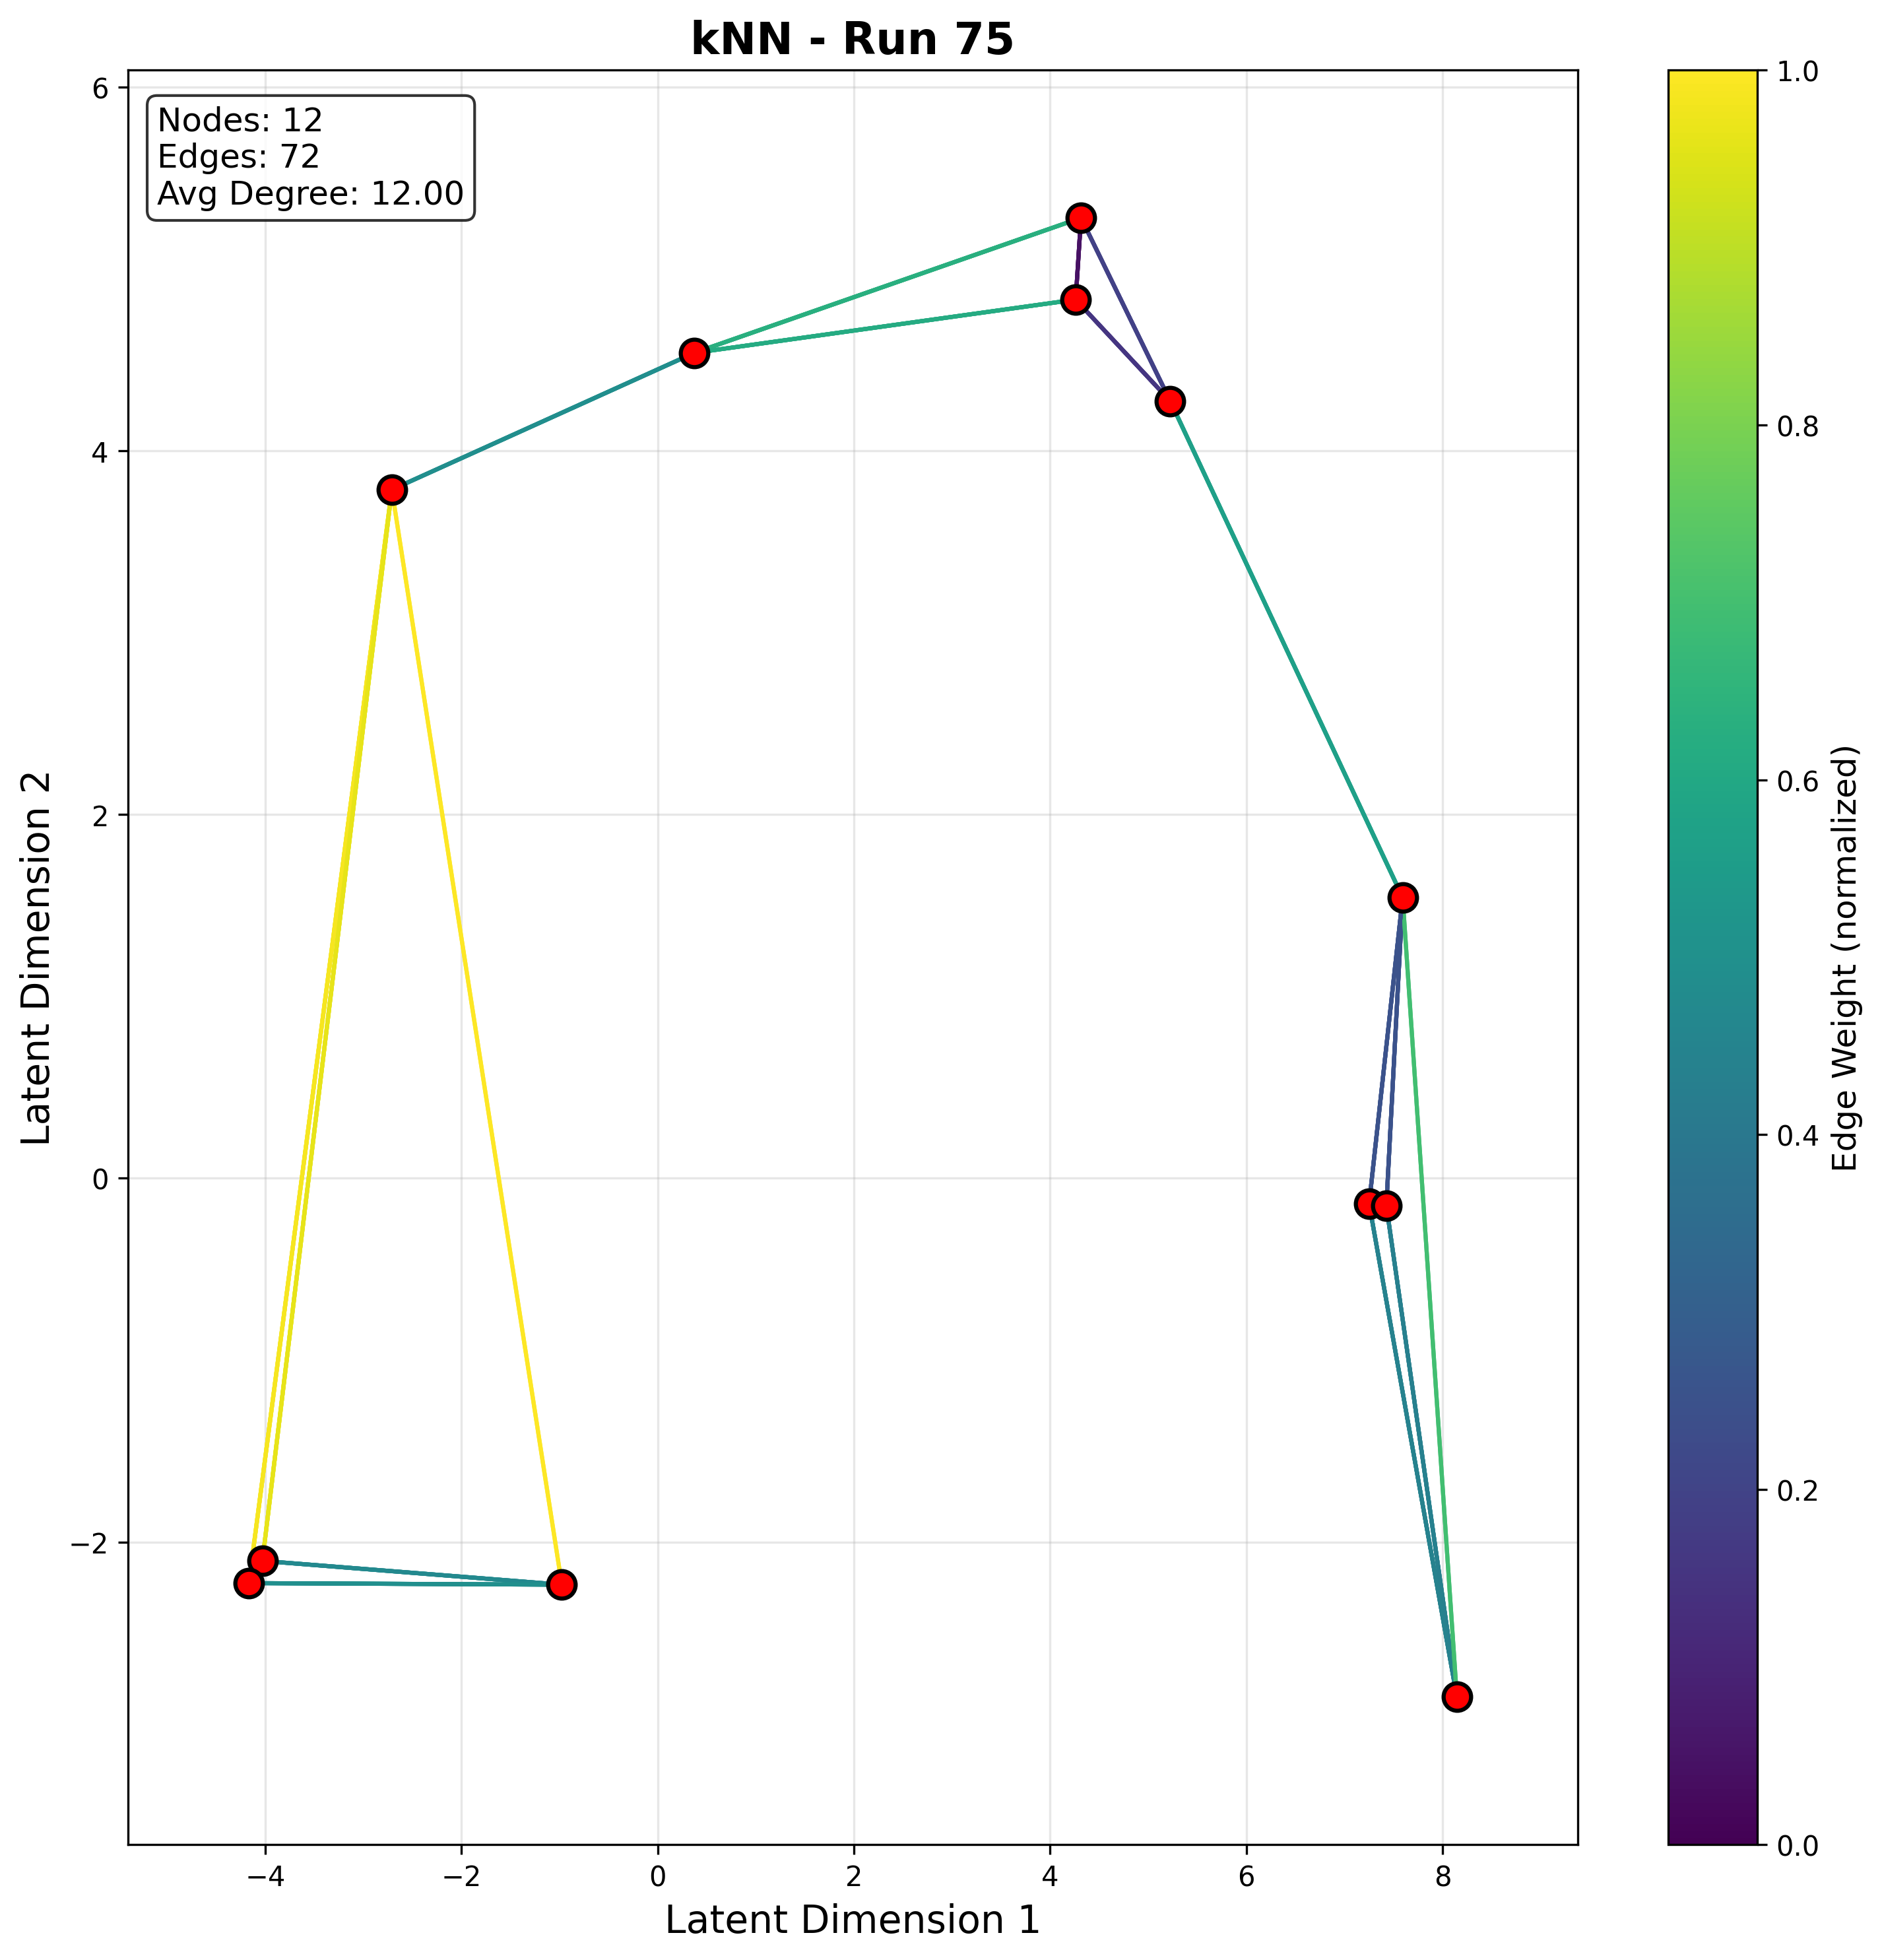 kNN - Run 75
Nodes: 12
Edges: 72
Avg Degree: 12.00
6
4
2
0
−2
Latent Dimension 2
−4
−2
0
2
4
6
8
Latent Dimension 1
1.0
0.8
0.6
0.4
0.2
0.0
Edge Weight (normalized)